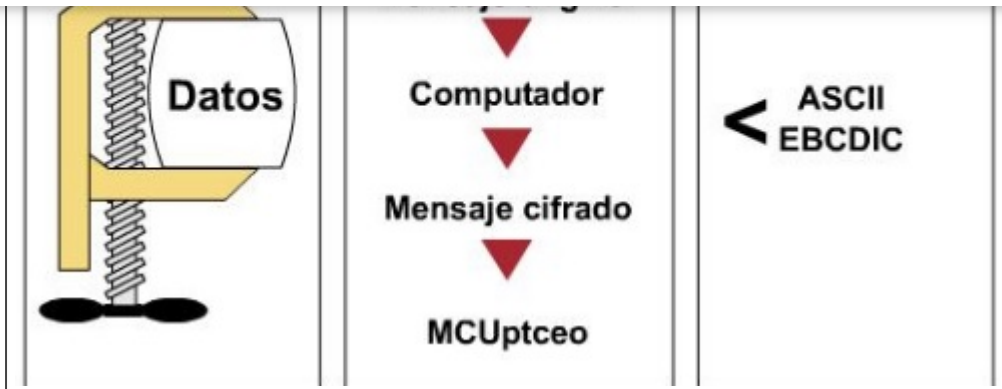 Datos
Computador
Mensaje cifrado
MCUptceo
<
ASCII
EBCDIC